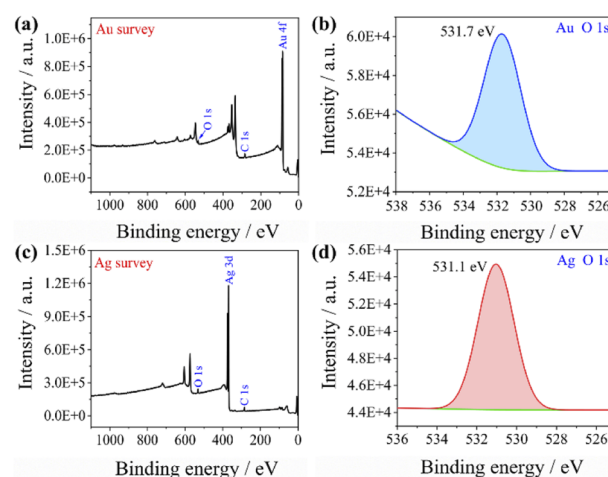 (a)
Au survey
Au 4f
O 1s
C 1s
1.0E+6
8.0E+5
6.0E+5
4.0E+5
2.0E+5
0.0E+0
Intensity / a.u.
1000 800 600 400 200 0
Binding energy / eV
(b)
531.7 eV
Au O 1s
6.0E+4
5.8E+4
5.6E+4
5.4E+4
5.2E+4
Intensity / a.u.
538 536 534 532 530 528 526
Binding energy / eV
(c)
Ag survey
Ag 3d
O 1s
C 1s
1.5E+6
1.2E+6
9.0E+5
6.0E+5
3.0E+5
0.0E+0
Intensity / a.u.
1000 800 600 400 200 0
Binding energy / eV
(d)
531.1 eV
Ag O 1s
5.6E+4
5.4E+4
5.2E+4
5.0E+4
4.8E+4
4.6E+4
4.4E+4
Intensity / a.u.
536 534 532 530 528 526
Binding energy / eV